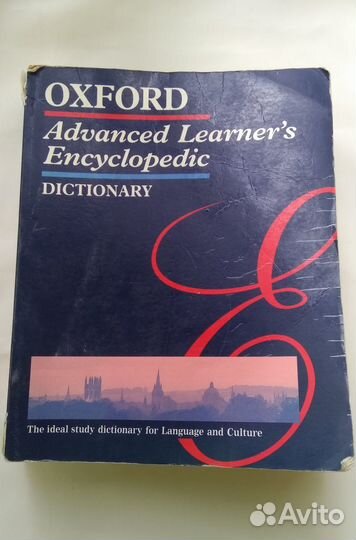 OXFORD
Advanced Learner's
Encyclopedic
DICTIONARY
E
The ideal study dictionary for Language and Culture
Avito